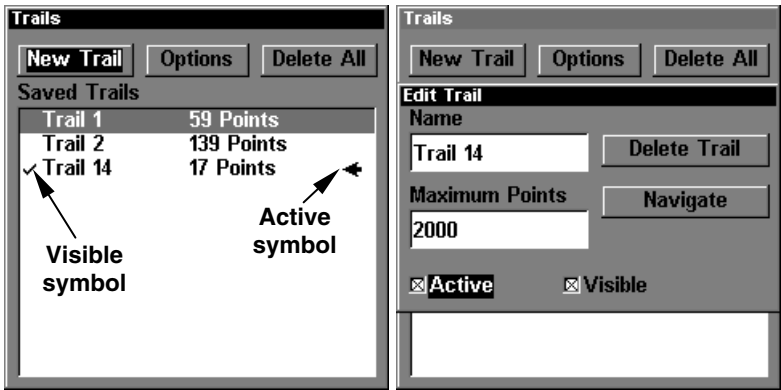 Trails
New Trail Options Delete All
Saved Trails
Trail 1 59 Points
Trail 2 139 Points
Trail 14 17 Points
Visible symbol
Active symbol
Trails
New Trail Options Delete All
Edit Trail
Name
Trail 14 Delete Trail
Maximum Points Navigate
2000
Active Visible